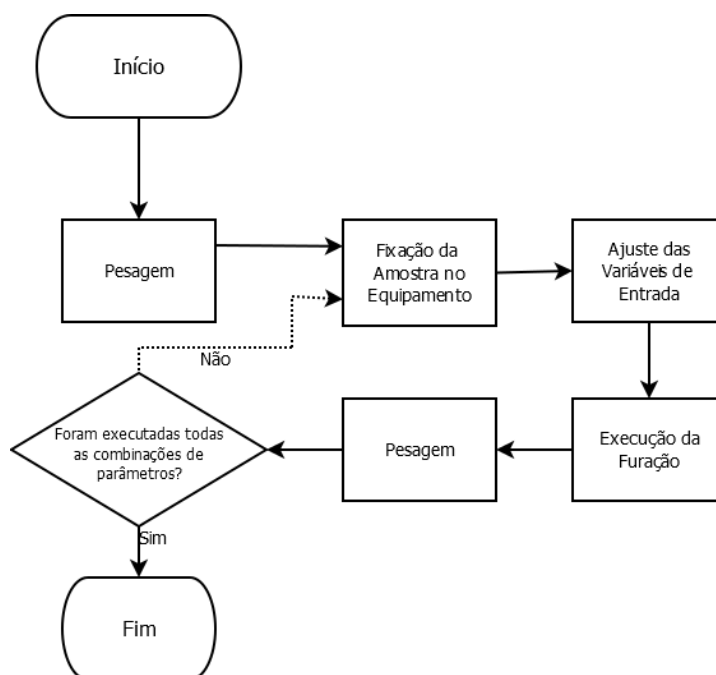 Início
Pesagem
Fixação da
Amostra no
Equipamento
Ajuste das
Variáveis de
Entrada
Não
Foram executadas todas
as combinações de
parâmetros?
Pesagem
Execução da
Furação
Sim
Fim